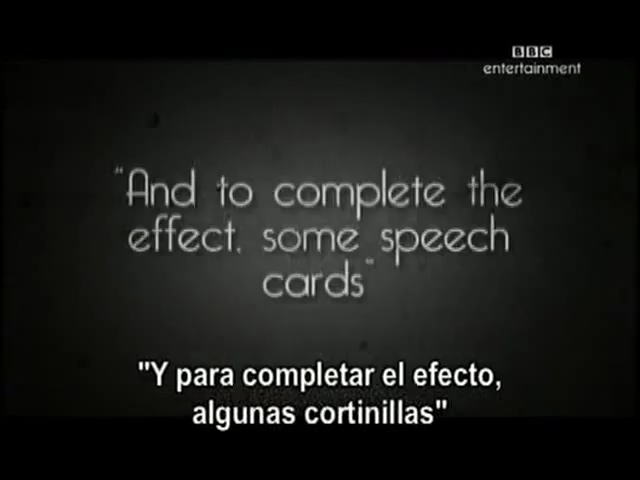 BBC
entertainment
"And to complete the
effect, some speech
cards"
"Y para completar el efecto,
algunas cortinillas"